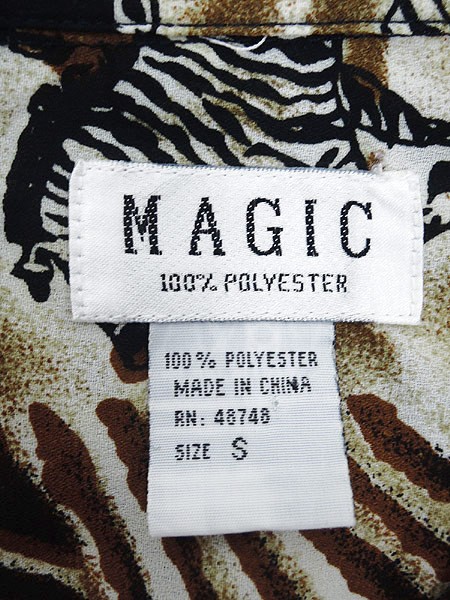 MAGIC
100% POLYESTER
100% POLYESTER
MADE IN CHINA
RN: 48748
SIZE S